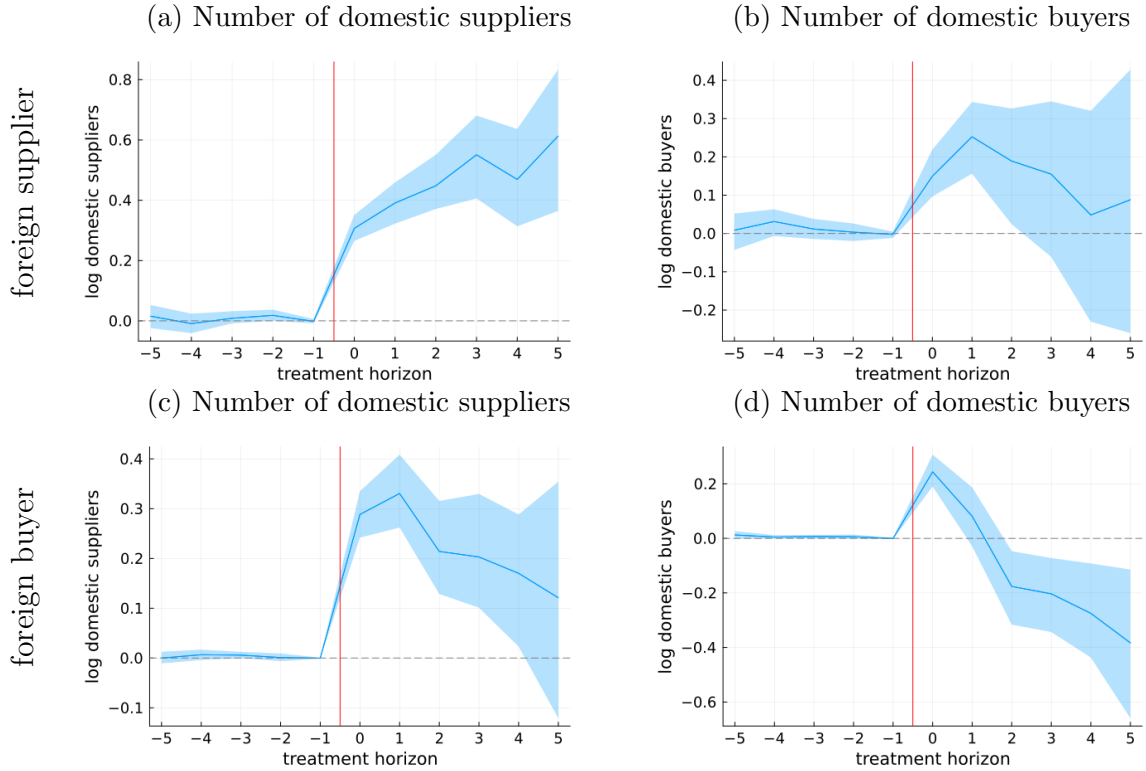 (a) Number of domestic suppliers
(b) Number of domestic buyers
foreign supplier
log domestic suppliers
0.8
0.6
0.4
0.2
0.0
−5 −4 −3 −2 −1 0 1 2 3 4 5
treatment horizon
log domestic buyers
0.4
0.3
0.2
0.1
0.0
−0.1
−0.2
−5 −4 −3 −2 −1 0 1 2 3 4 5
treatment horizon
(c) Number of domestic suppliers
(d) Number of domestic buyers
foreign buyer
log domestic suppliers
0.4
0.3
0.2
0.1
0.0
−0.1
−5 −4 −3 −2 −1 0 1 2 3 4 5
treatment horizon
log domestic buyers
0.2
0.0
−0.2
−0.4
−0.6
−5 −4 −3 −2 −1 0 1 2 3 4 5
treatment horizon